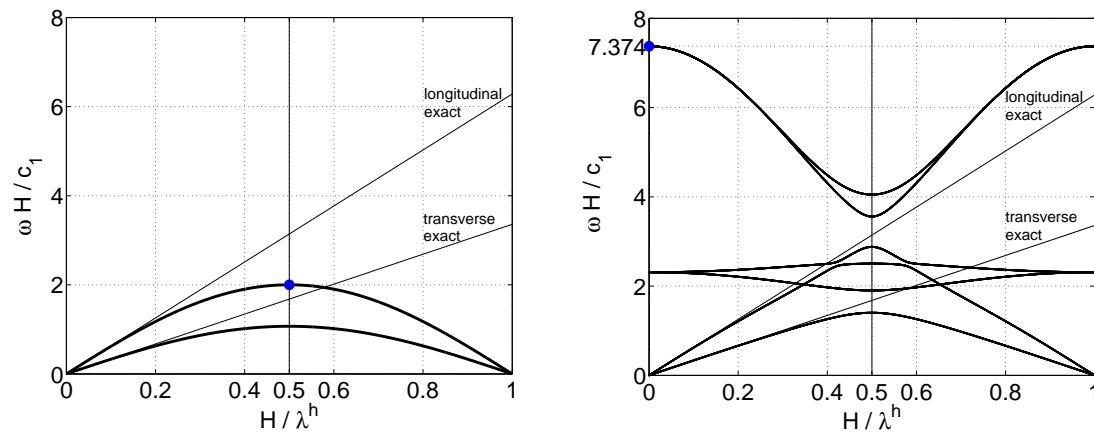 8
6
4
2
0
0
0.2
0.4
0.5
0.6
0.8
1
ω H / c₁
H / λʰ
longitudinal
exact
transverse
exact
8
7.374
6
4
2
0
0
0.2
0.4
0.5
0.6
0.8
1
ω H / c₁
H / λʰ
longitudinal
exact
transverse
exact